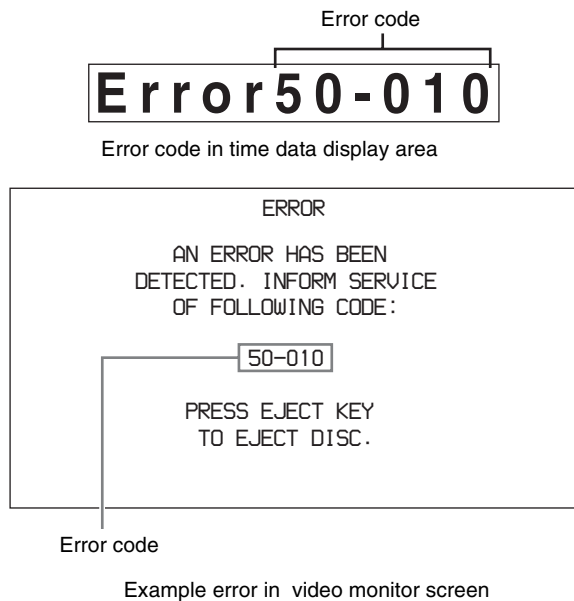 Error code
Error50-010
Error code in time data display area
ERROR
AN ERROR HAS BEEN
DETECTED. INFORM SERVICE
OF FOLLOWING CODE:
50-010
PRESS EJECT KEY
TO EJECT DISC.
Error code
Example error in video monitor screen